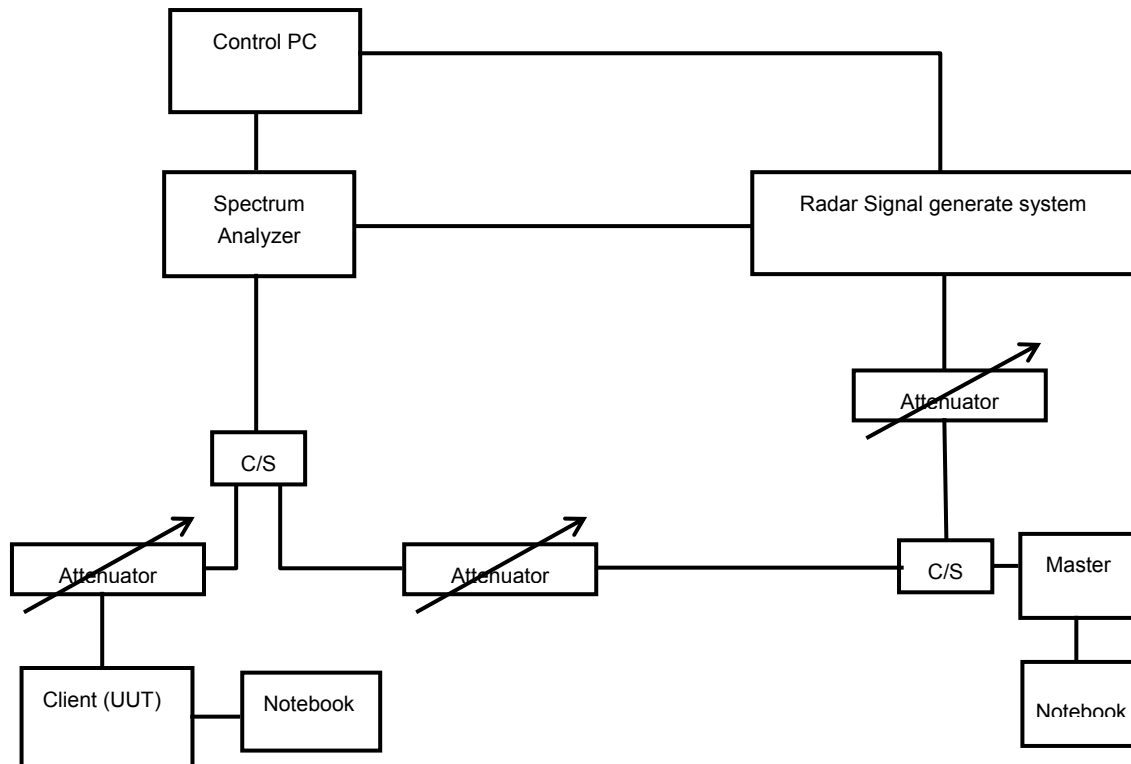 Control PC
Spectrum
Analyzer
Radar Signal generate system
Attenuator
C/S
Attenuator
Attenuator
C/S
Master
Client (UUT)
Notebook
Notebook